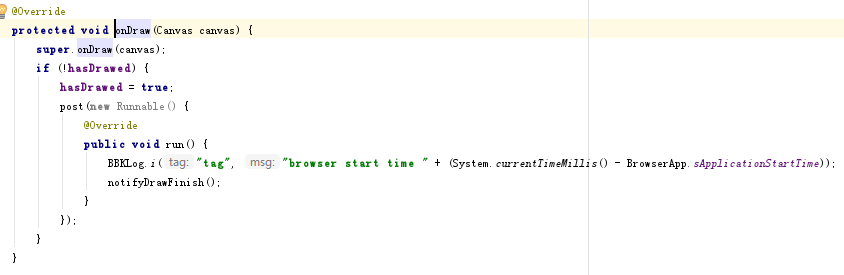 @Override
protected void onDraw(Canvas canvas) {
super.onDraw(canvas);
if (!hasDrawed) {
hasDrawed = true;
post(new Runnable() {
@Override
public void run() {
BBKLog.i( tag: "tag", msg: "browser start time " + (System.currentTimeMillis() - BrowserApp.sApplicationStartTime));
notifyDrawFinish();
}
});
}
}